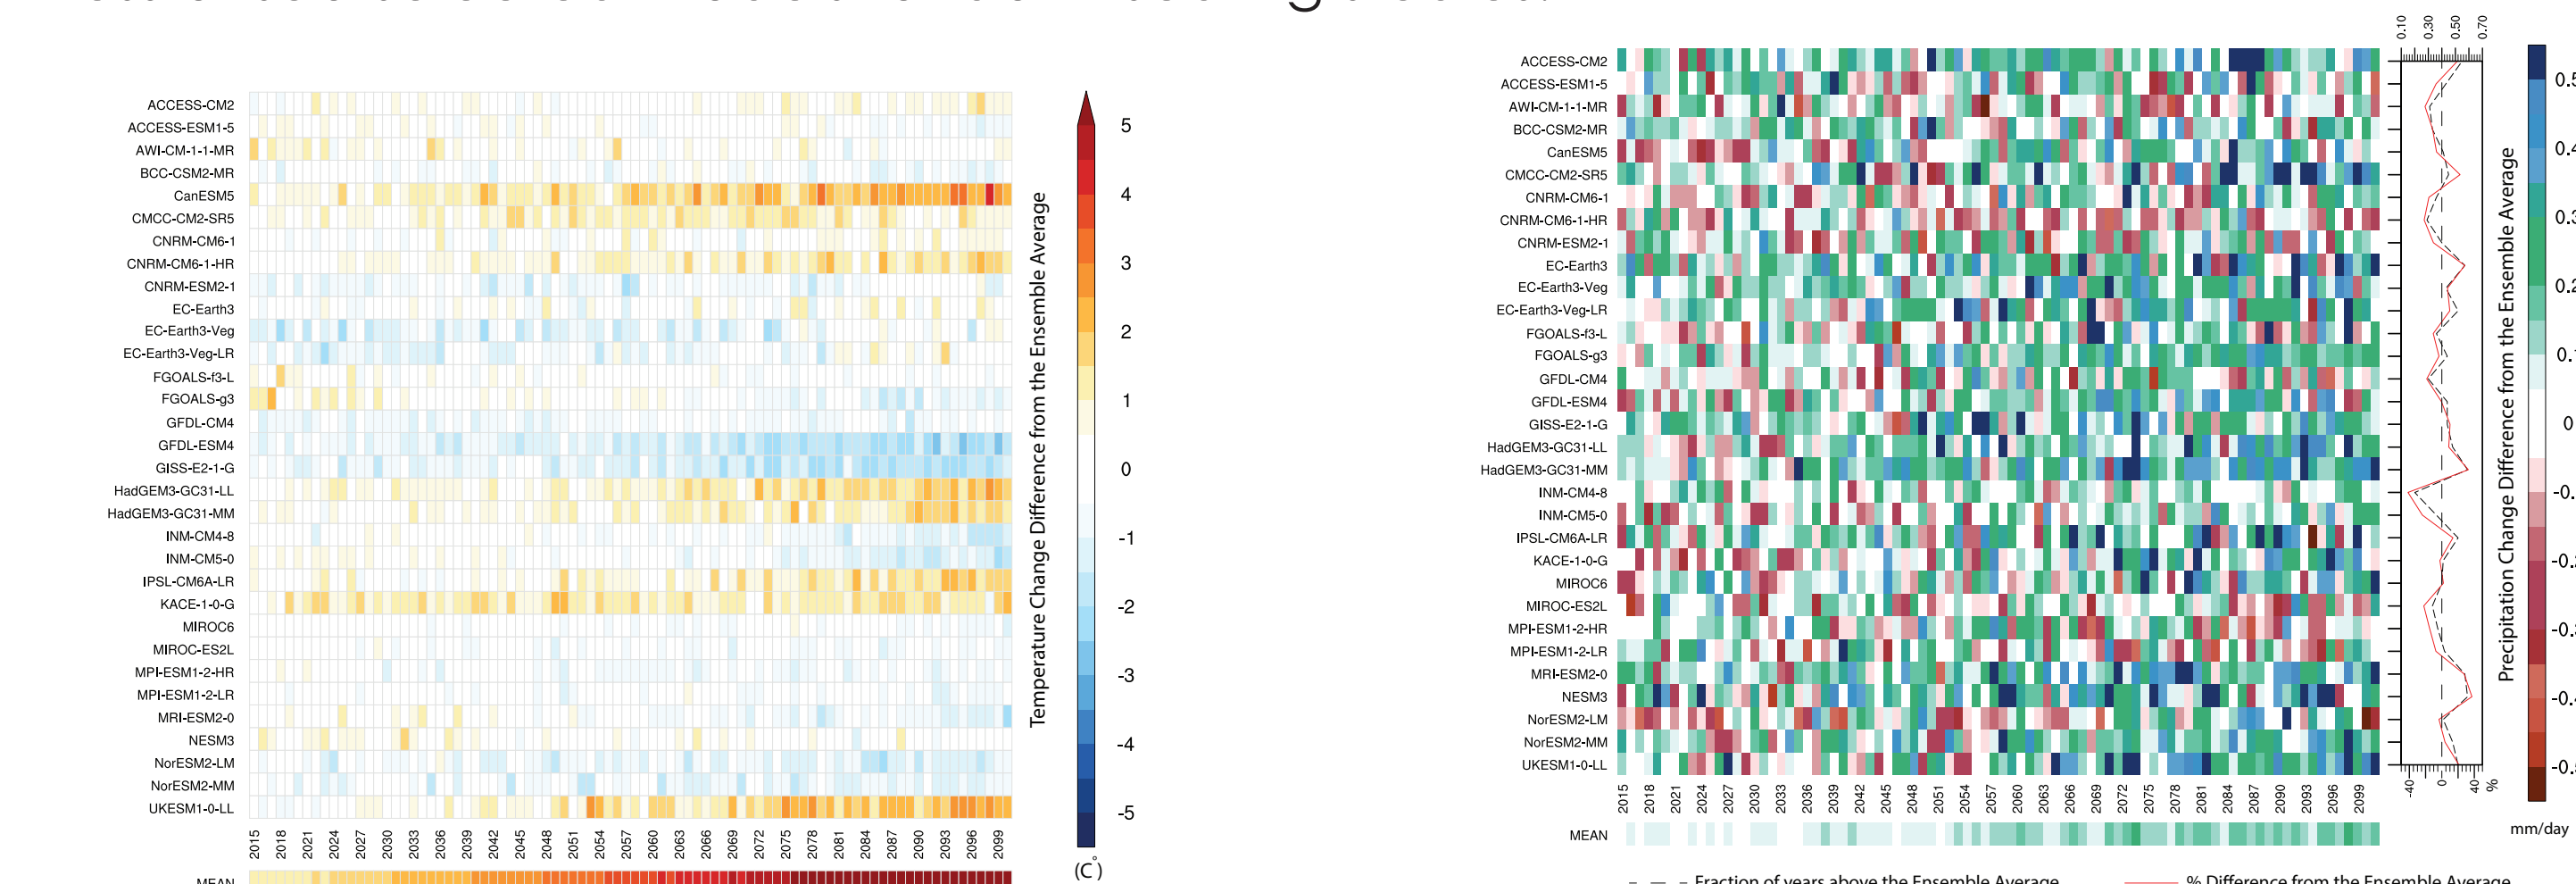 ACCESS-CM2
ACCESS-ESM1-5
AWI-CM-1-1-MR
BCC-CSM2-MR
CanESM5
CMCC-CM2-SR5
CNRM-CM6-1
CNRM-CM6-1-HR
CNRM-ESM2-1
EC-Earth3
EC-Earth3-Veg
EC-Earth3-Veg-LR
FGOALS-f3-L
FGOALS-g3
GFDL-CM4
GFDL-ESM4
GISS-E2-1-G
HadGEM3-GC31-LL
HadGEM3-GC31-MM
INM-CM4-8
INM-CM5-0
IPSL-CM6A-LR
KACE-1-0-G
MIROC6
MIROC-ES2L
MPI-ESM1-2-HR
MPI-ESM1-2-LR
MRI-ESM2-0
NESM3
NorESM2-LM
NorESM2-MM
UKESM1-0-LL
2015 2018 2021 2024 2027 2030 2033 2036 2039 2042 2045 2048 2051 2054 2057 2060 2063 2066 2069 2072 2075 2078 2081 2084 2087 2090 2093 2096 2099
MEAN
5
4
3
2
1
0
-1
-2
-3
-4
-5
(C°)
Temperature Change Difference from the Ensemble Average
ACCESS-CM2
ACCESS-ESM1-5
AWI-CM-1-1-MR
BCC-CSM2-MR
CanESM5
CMCC-CM2-SR5
CNRM-CM6-1
CNRM-CM6-1-HR
CNRM-ESM2-1
EC-Earth3
EC-Earth3-Veg
EC-Earth3-Veg-LR
FGOALS-f3-L
FGOALS-g3
GFDL-CM4
GFDL-ESM4
GISS-E2-1-G
HadGEM3-GC31-LL
HadGEM3-GC31-MM
INM-CM4-8
INM-CM5-0
IPSL-CM6A-LR
KACE-1-0-G
MIROC6
MIROC-ES2L
MPI-ESM1-2-HR
MPI-ESM1-2-LR
MRI-ESM2-0
NESM3
NorESM2-LM
NorESM2-MM
UKESM1-0-LL
2015 2018 2021 2024 2027 2030 2033 2036 2039 2042 2045 2048 2051 2054 2057 2060 2063 2066 2069 2072 2075 2078 2081 2084 2087 2090 2093 2096 2099
MEAN
0.10 0.30 0.50 0.70
-40 0 40 %
Precipitation Change Difference from the Ensemble Average
0
mm/day
Fraction of years above the Ensemble Average
% Difference from the Ensemble Average